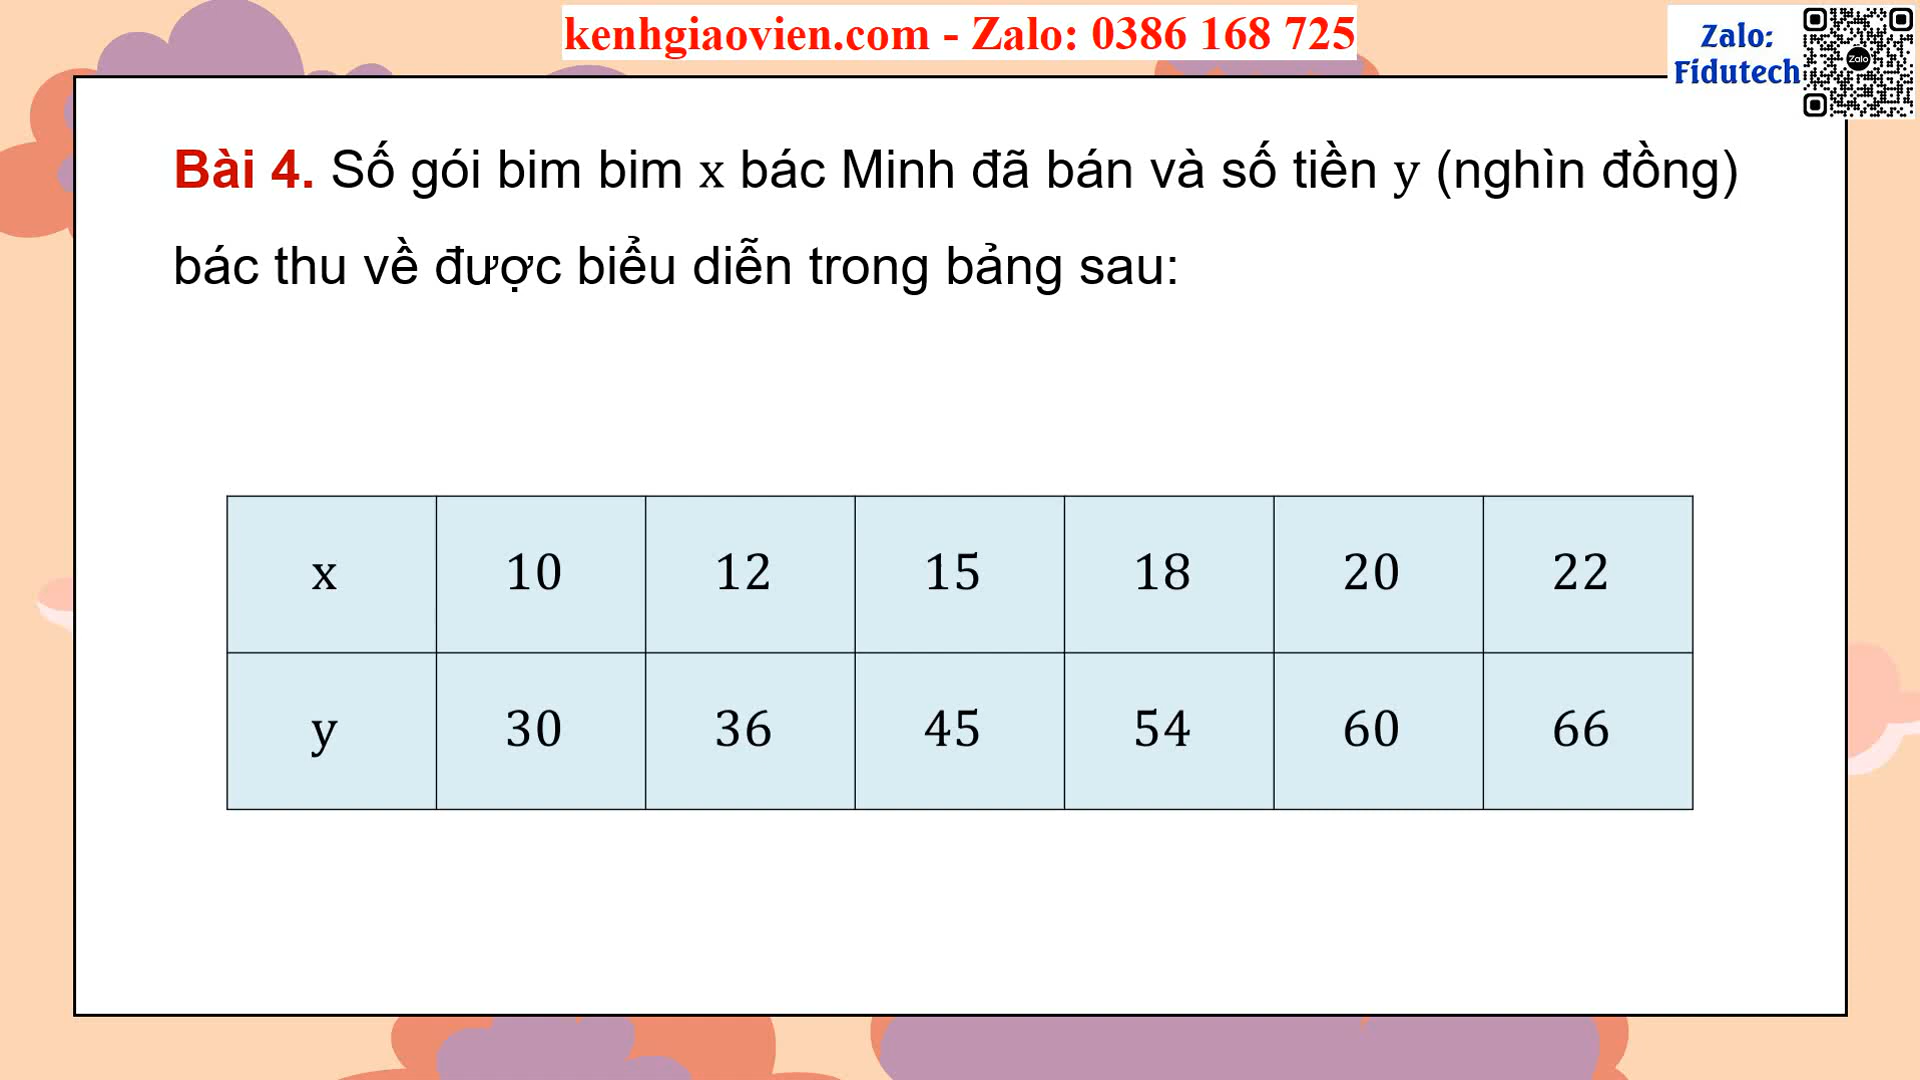 kenhgiaovien.com - Zalo: 0386 168 725
Zalo:
Fidutech
Zalo
Bài 4. Số gói bim bim x bác Minh đã bán và số tiền y (nghìn đồng)
bác thu về được biểu diễn trong bảng sau:
x 10 12 15 18 20 22
y 30 36 45 54 60 66